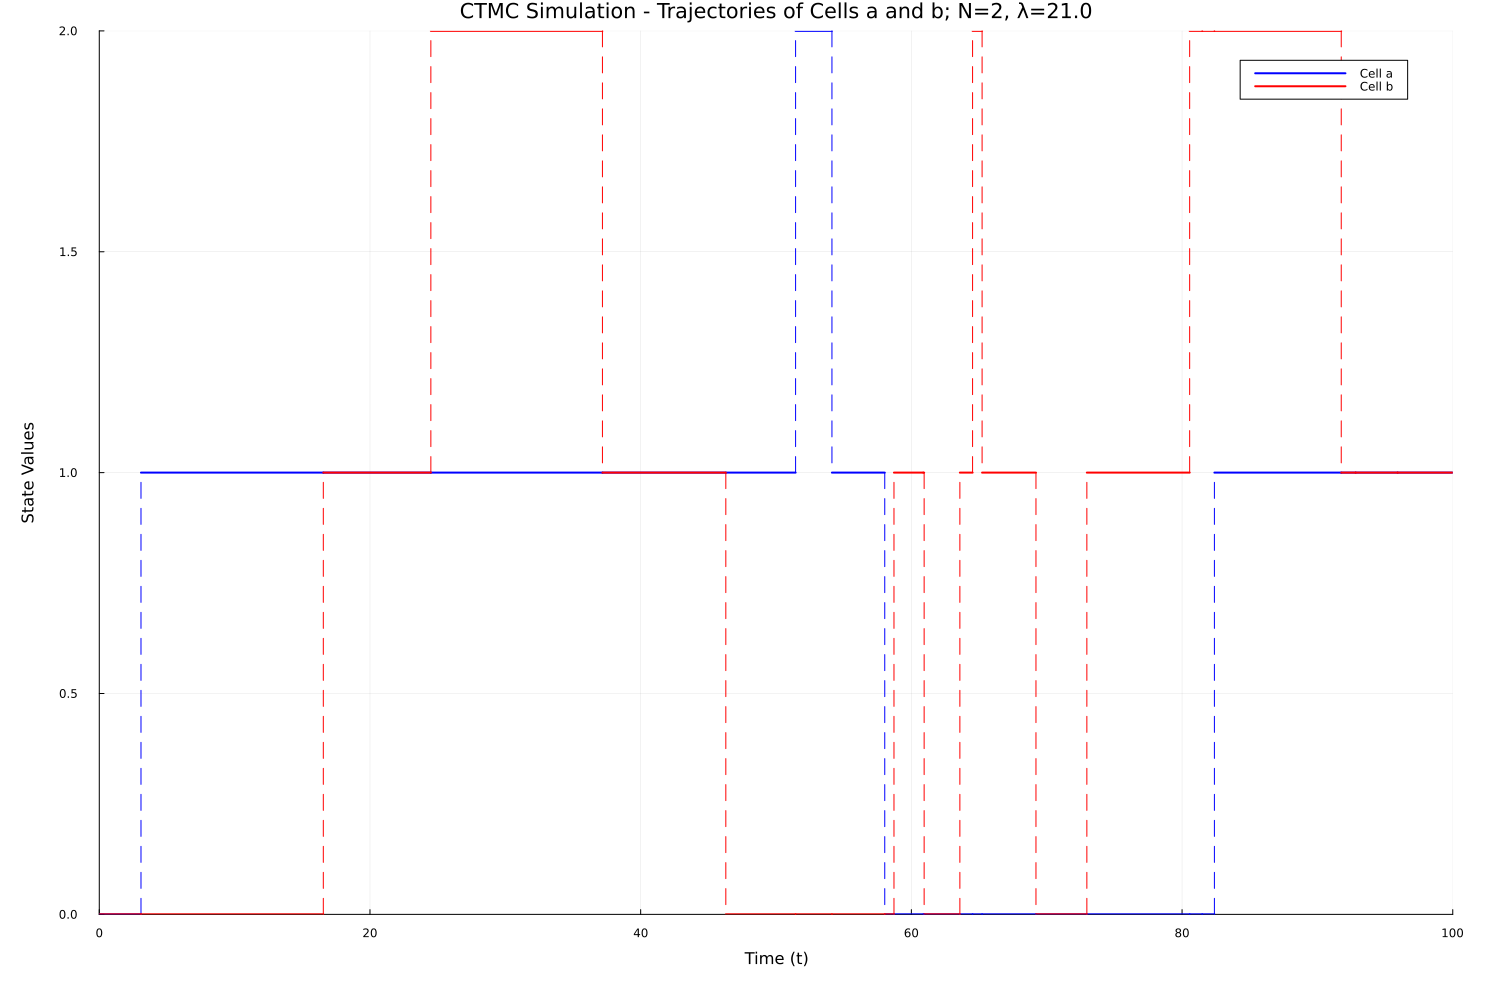 CTMC Simulation - Trajectories of Cells a and b; N=2, λ=21.0
2.0
Cell a
Cell b
1.5
State Values
1.0
0.5
0.0
0 20 40 60 80 100
Time (t)